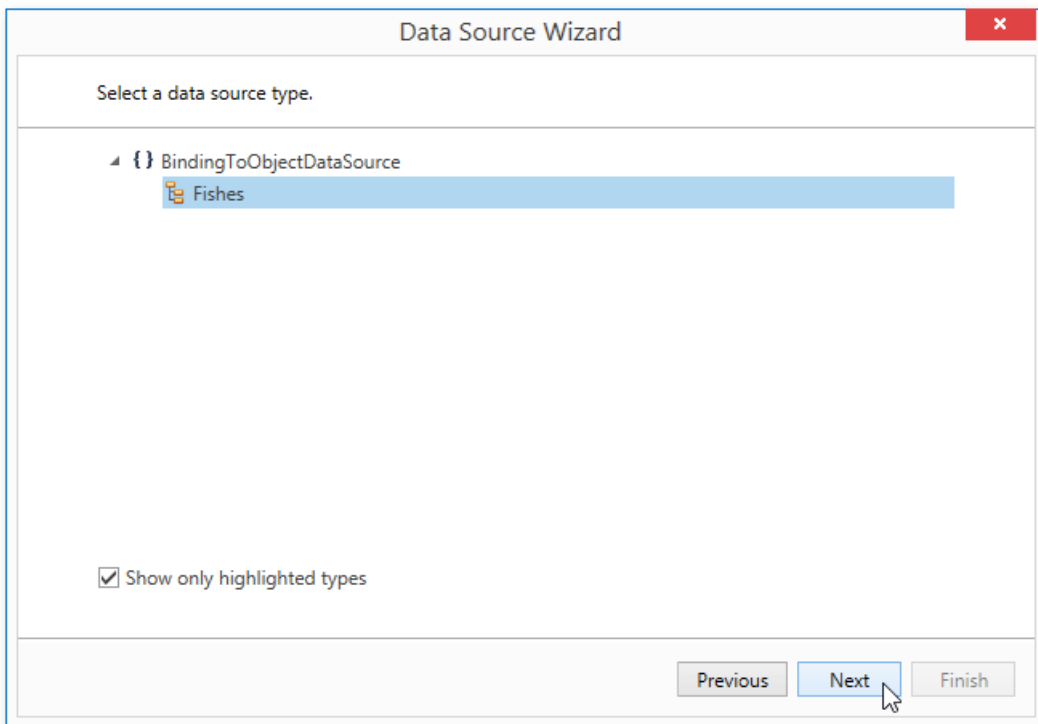 Data Source Wizard
Select a data source type.
{ } BindingToObjectDataSource
Fishes
Show only highlighted types
Previous Next Finish